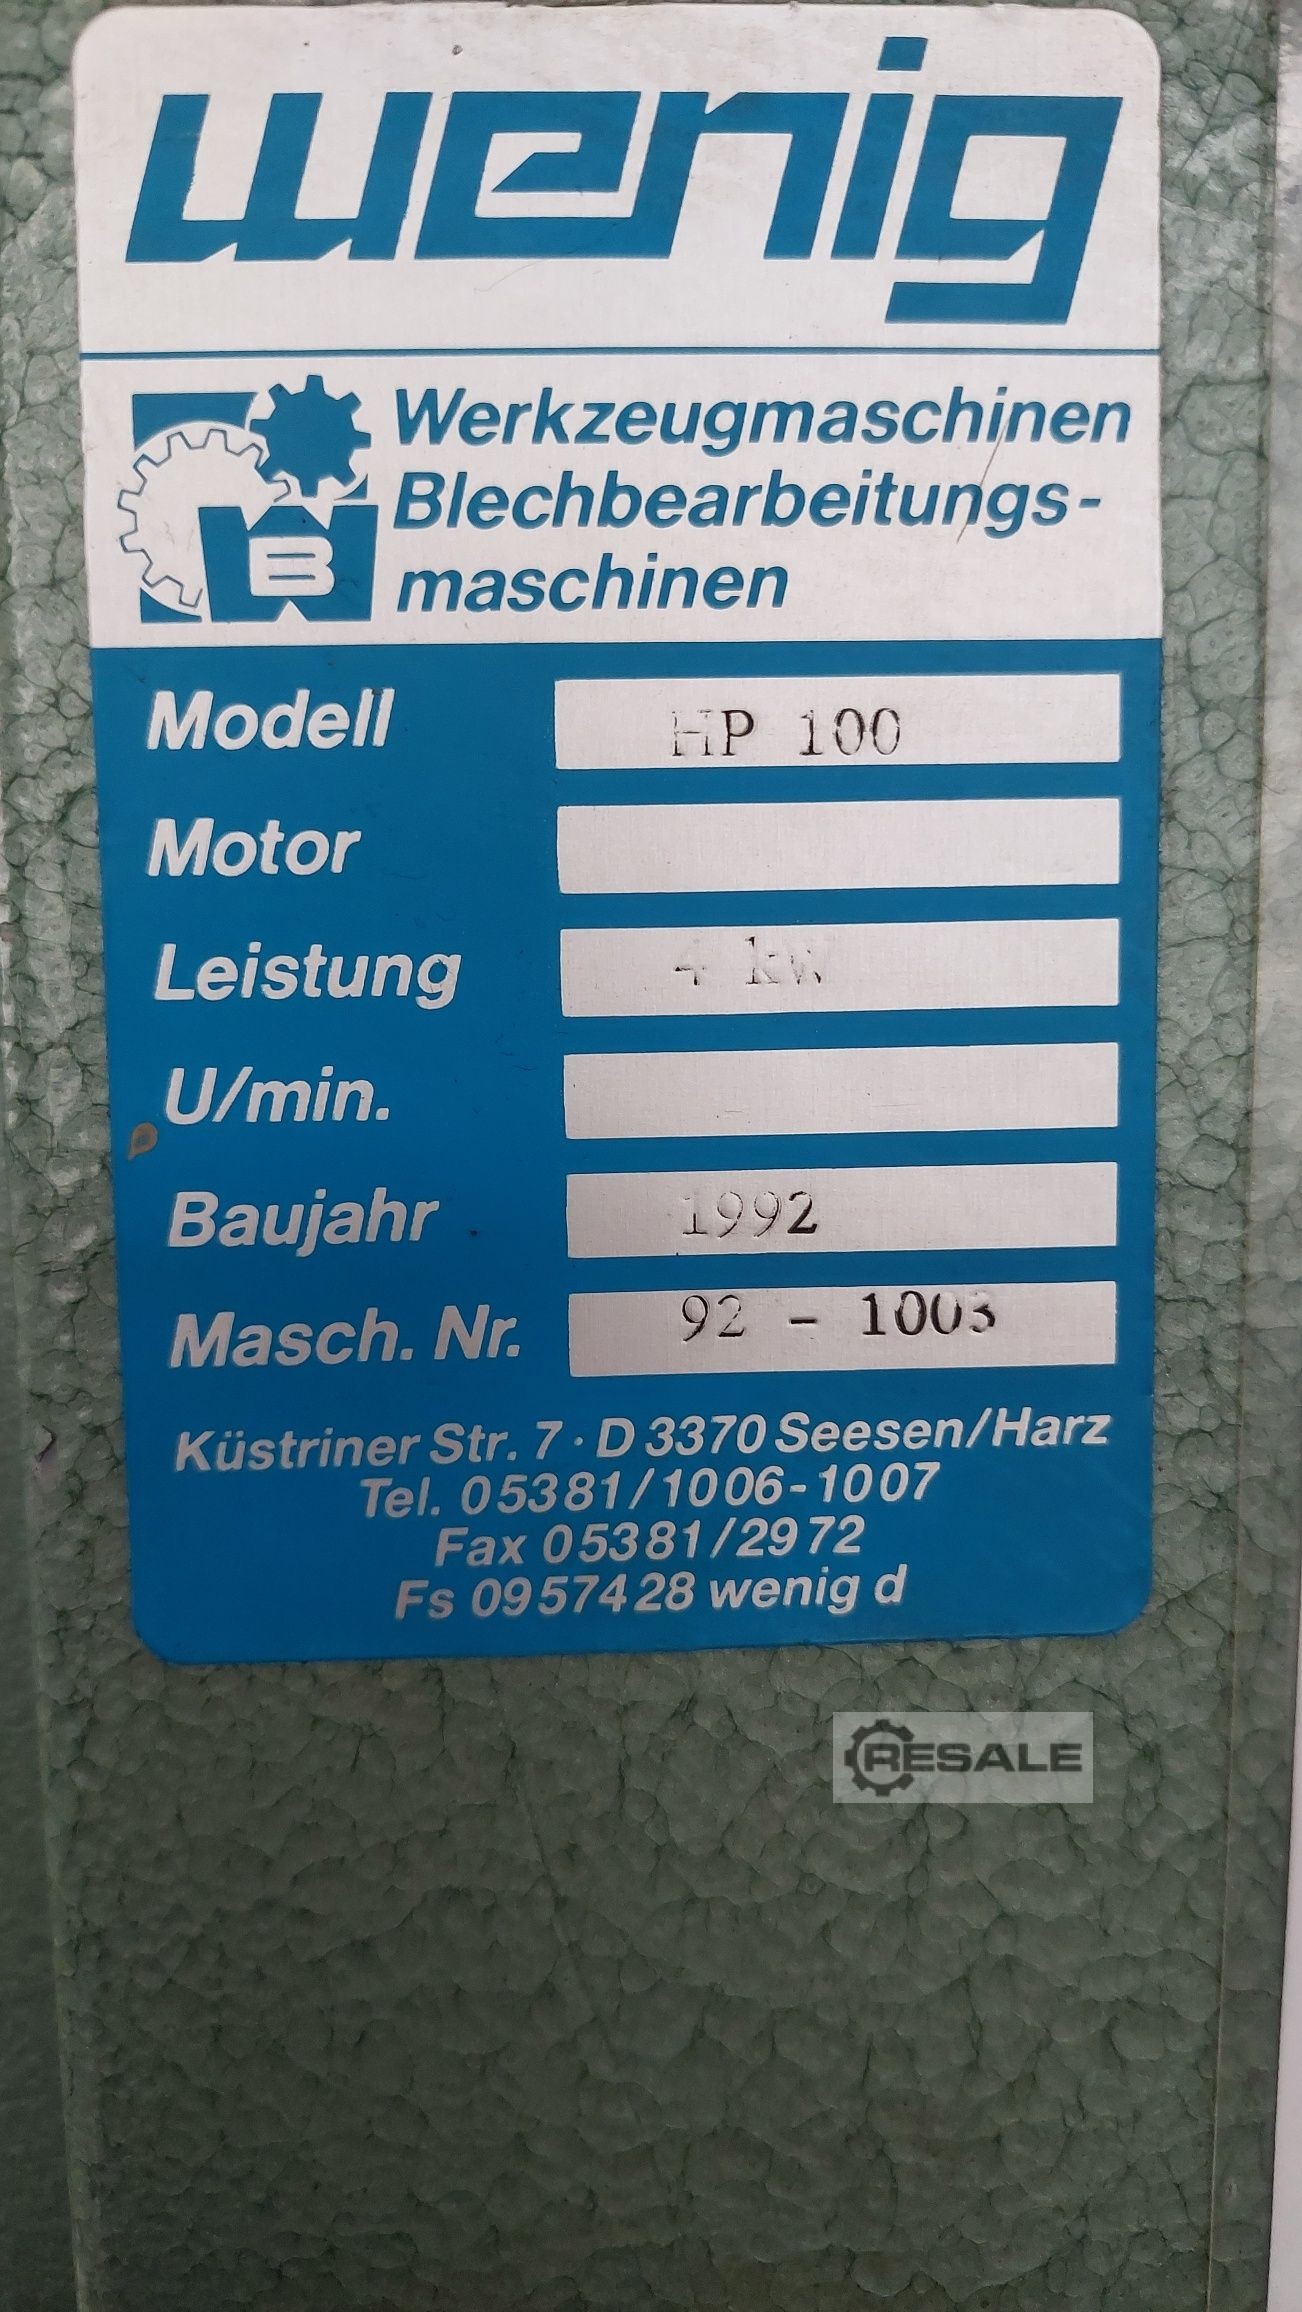 wenig
Werkzeugmaschinen
Blechbearbeitungs-
maschinen
B
Modell HP 100
Motor
Leistung 4 kW
U/min.
Baujahr 1992
Masch. Nr. 92 - 1003
Küstriner Str. 7 · D 3370 Seesen/Harz
Tel. 05381/1006-1007
Fax 05381/2972
Fs 0957428 wenig d
RESALE